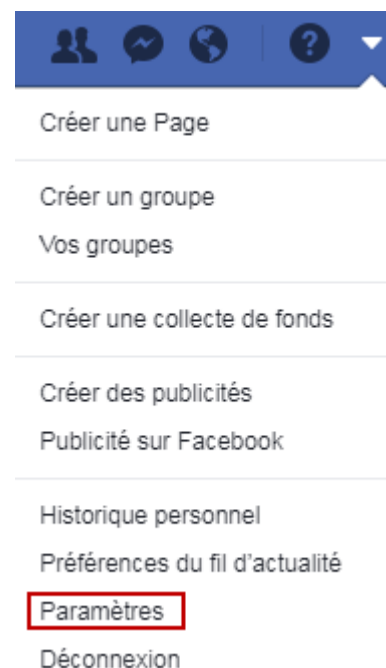 Créer une Page
Créer un groupe
Vos groupes
Créer une collecte de fonds
Créer des publicités
Publicité sur Facebook
Historique personnel
Préférences du fil d'actualité
Paramètres
Déconnexion